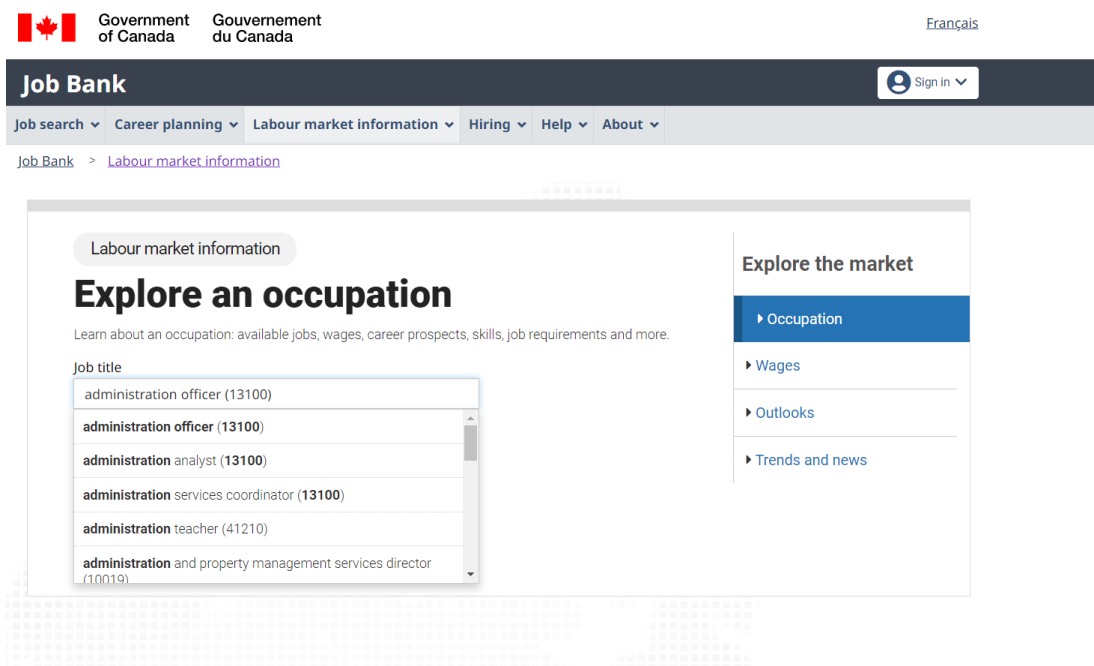 Government of Canada
Gouvernement du Canada
Français
Job Bank
Sign in
Job search Career planning Labour market information Hiring Help About
Job Bank > Labour market information
Labour market information
Explore an occupation
Learn about an occupation: available jobs, wages, career prospects, skills, job requirements and more.
Job title
administration officer (13100)
administration officer (13100)
administration analyst (13100)
administration services coordinator (13100)
administration teacher (41210)
administration and property management services director
(10019)
Explore the market
Occupation
Wages
Outlooks
Trends and news